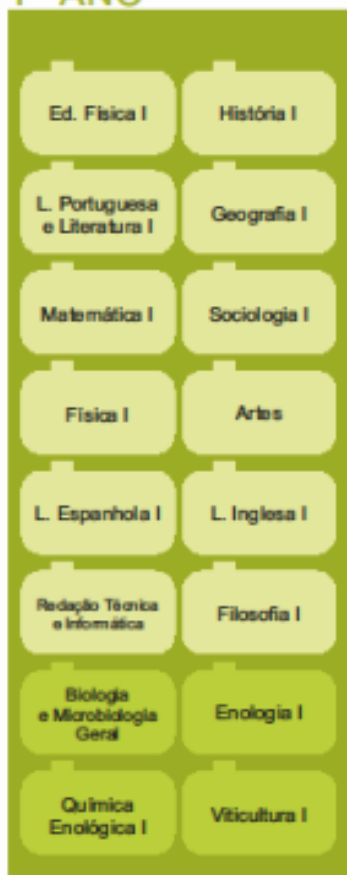 Ed. Física I
História I
L. Portuguesa
e Literatura I
Geografia I
Matemática I
Sociologia I
Física I
Artes
L. Espanhola I
L. Inglesa I
Redação Técnica
e Informática
Filosofia I
Biologia
e Microbiologia
Geral
Enologia I
Química
Enológica I
Viticultura I